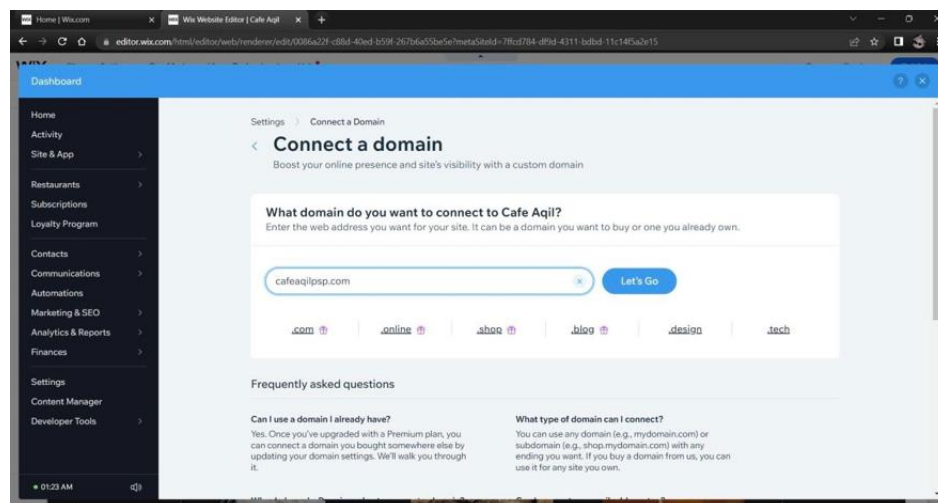 Home | Wix.com
Wix Website Editor | Cafe Aqil
editor.wix.com/html/editor/web/renderer/edit/0086a22f-c88d-40ed-b59f-267b6a55be5e?metaSiteId=7ffcd784-df9d-4311-bdbd-11c14f5a2e15
Dashboard
Home
Activity
Site & App
Restaurants
Subscriptions
Loyalty Program
Contacts
Communications
Automations
Marketing & SEO
Analytics & Reports
Finances
Settings
Content Manager
Developer Tools
01:23 AM
Settings > Connect a Domain
< Connect a domain
Boost your online presence and site's visibility with a custom domain
What domain do you want to connect to Cafe Aqil?
Enter the web address you want for your site. It can be a domain you want to buy or one you already own.
cafeaqilpsp.com
Let's Go
.com .online .shop .blog .design .tech
Frequently asked questions
Can I use a domain I already have?
Yes. Once you've upgraded with a Premium plan, you
can connect a domain you bought somewhere else by
updating your domain settings. We'll walk you through
it.
What type of domain can I connect?
You can use any domain (e.g., mydomain.com) or
subdomain (e.g., shop.mydomain.com) with any
ending you want. If you buy a domain from us, you can
use it for any site you own.